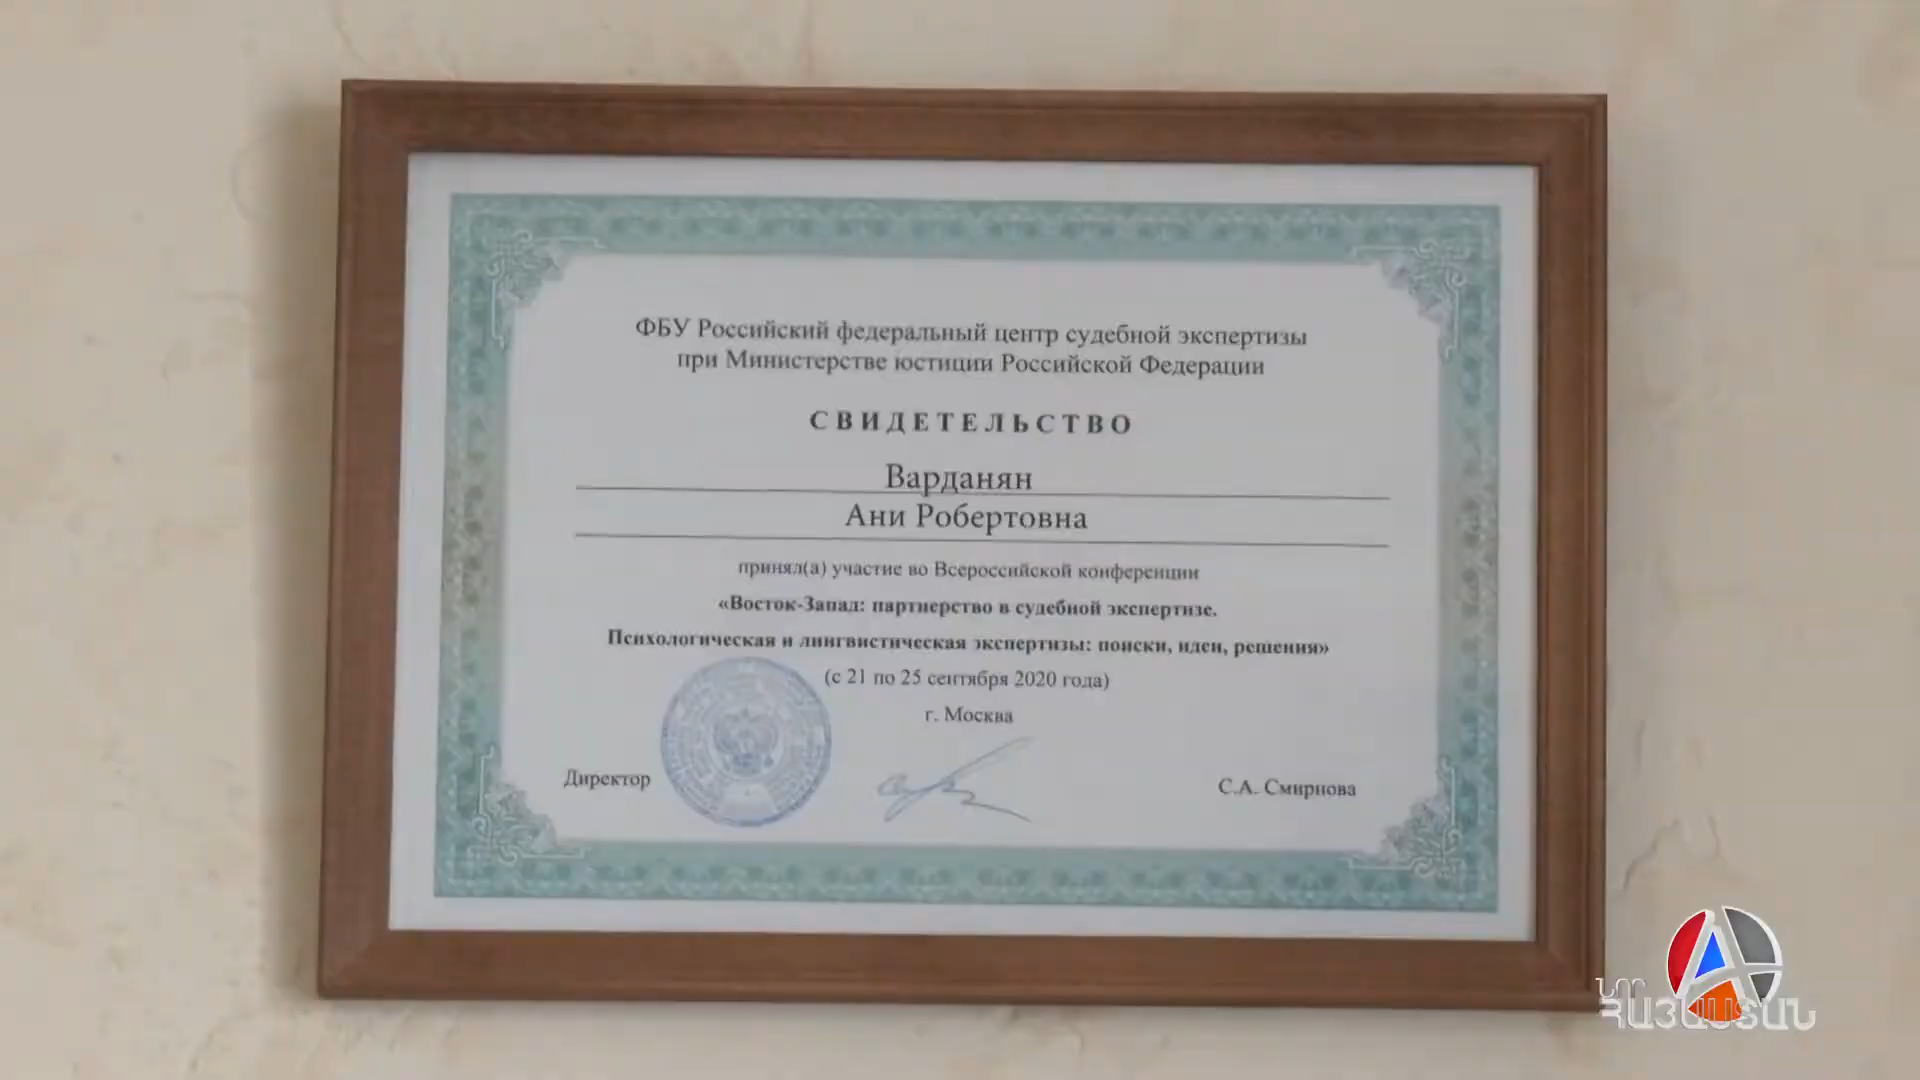 ФБУ Российский федеральный центр судебной экспертизы
при Министерстве юстиции Российской Федерации
СВИДЕТЕЛЬСТВО
Варданян
Ани Робертовна
принял(а) участие во Всероссийской конференции
«Восток-Запад: партнерство в судебной экспертизе.
Психологическая и лингвистическая экспертизы: поиски, идеи, решения»
(с 21 по 25 сентября 2020 года)
г. Москва
Директор
С.А. Смирнова
ՆՈՐ
ՀԱՅԱՍՏԱՆ